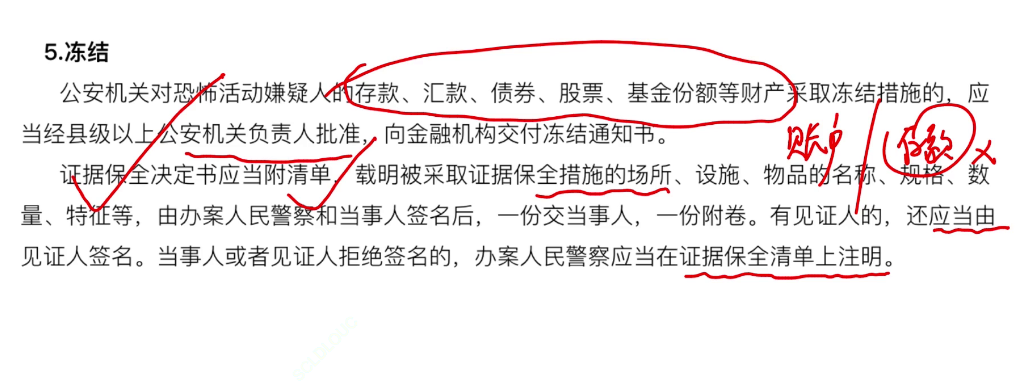 5.冻结
公安机关对恐怖活动嫌疑人的存款、汇款、债券、股票、基金份额等财产采取冻结措施的，应
当经县级以上公安机关负责人批准，向金融机构交付冻结通知书。
账户 存款 ×
证据保全决定书应当附清单，载明被采取证据保全措施的场所、设施、物品的名称、规格、数
量、特征等，由办案人民警察和当事人签名后，一份交当事人，一份附卷。有见证人的，还应当由
见证人签名。当事人或者见证人拒绝签名的，办案人民警察应当在证据保全清单上注明。